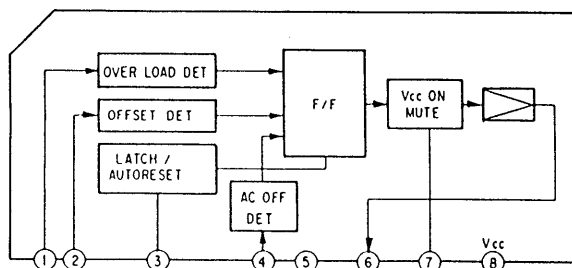 OVER LOAD DET
OFFSET DET
LATCH /
AUTORESET
F/F
Vcc ON
MUTE
AC OFF
DET
Vcc
1 2 3 4 5 6 7 8